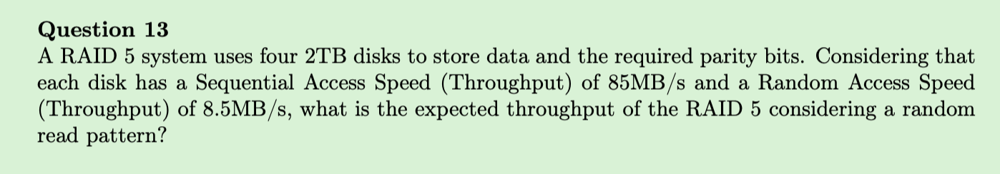 Question 13
A RAID 5 system uses four 2TB disks to store data and the required parity bits. Considering that
each disk has a Sequential Access Speed (Throughput) of 85MB/s and a Random Access Speed
(Throughput) of 8.5MB/s, what is the expected throughput of the RAID 5 considering a random
read pattern?